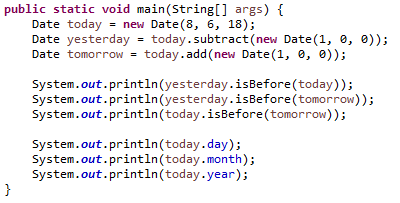 public static void main(String[] args) {
    Date today = new Date(8, 6, 18);
    Date yesterday = today.subtract(new Date(1, 0, 0));
    Date tomorrow = today.add(new Date(1, 0, 0));

    System.out.println(yesterday.isBefore(today));
    System.out.println(yesterday.isBefore(tomorrow));
    System.out.println(today.isBefore(tomorrow));

    System.out.println(today.day);
    System.out.println(today.month);
    System.out.println(today.year);
}